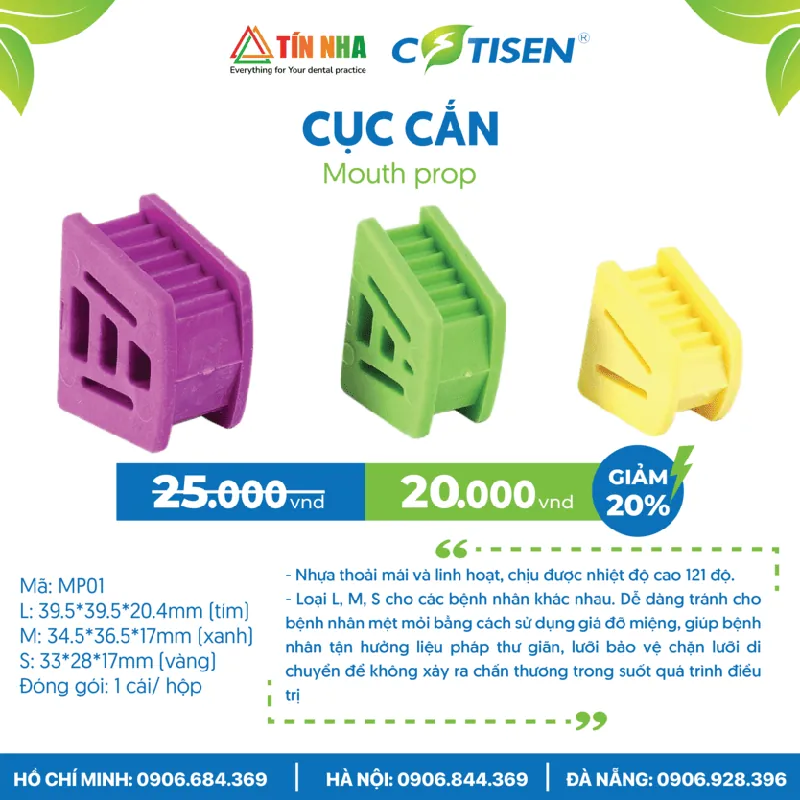 TÍN NHA
Everything for Your dental practice
COTISEN®
CỤC CẮN
Mouth prop
25.000 vnd
20.000 vnd
GIẢM
20%
Mã: MP01
L: 39.5*39.5*20.4mm (tím)
M: 34.5*36.5*17mm (xanh)
S: 33*28*17mm (vàng)
Đóng gói: 1 cái/ hộp
- Nhựa thoải mái và linh hoạt, chịu được nhiệt độ cao 121 độ.
- Loại L, M, S cho các bệnh nhân khác nhau. Dễ dàng tránh cho
bệnh nhân mệt mỏi bằng cách sử dụng giá đỡ miệng, giúp bệnh
nhân tận hưởng liệu pháp thư giãn, lưỡi bảo vệ chặn lưỡi di
chuyển để không xảy ra chấn thương trong suốt quá trình điều
trị
HỒ CHÍ MINH: 0906.684.369 | HÀ NỘI: 0906.844.369 | ĐÀ NẴNG: 0906.928.396